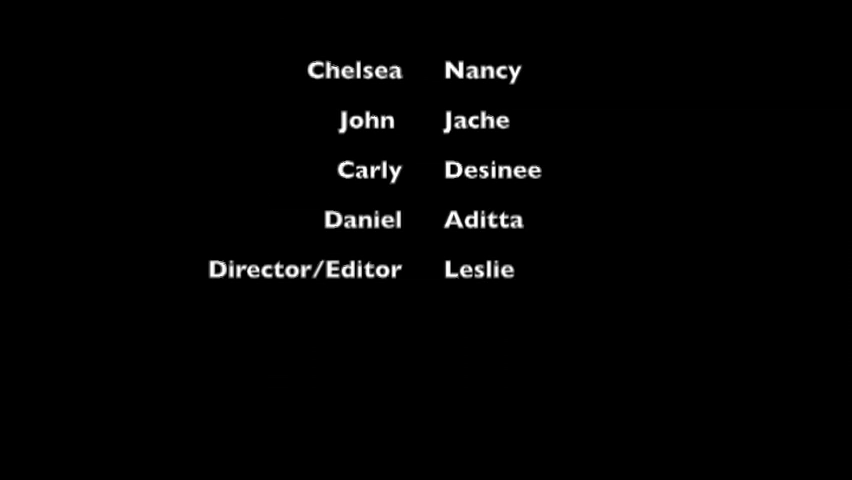 Chelsea Nancy
John Jache
Carly Desinee
Daniel Aditta
Director/Editor Leslie